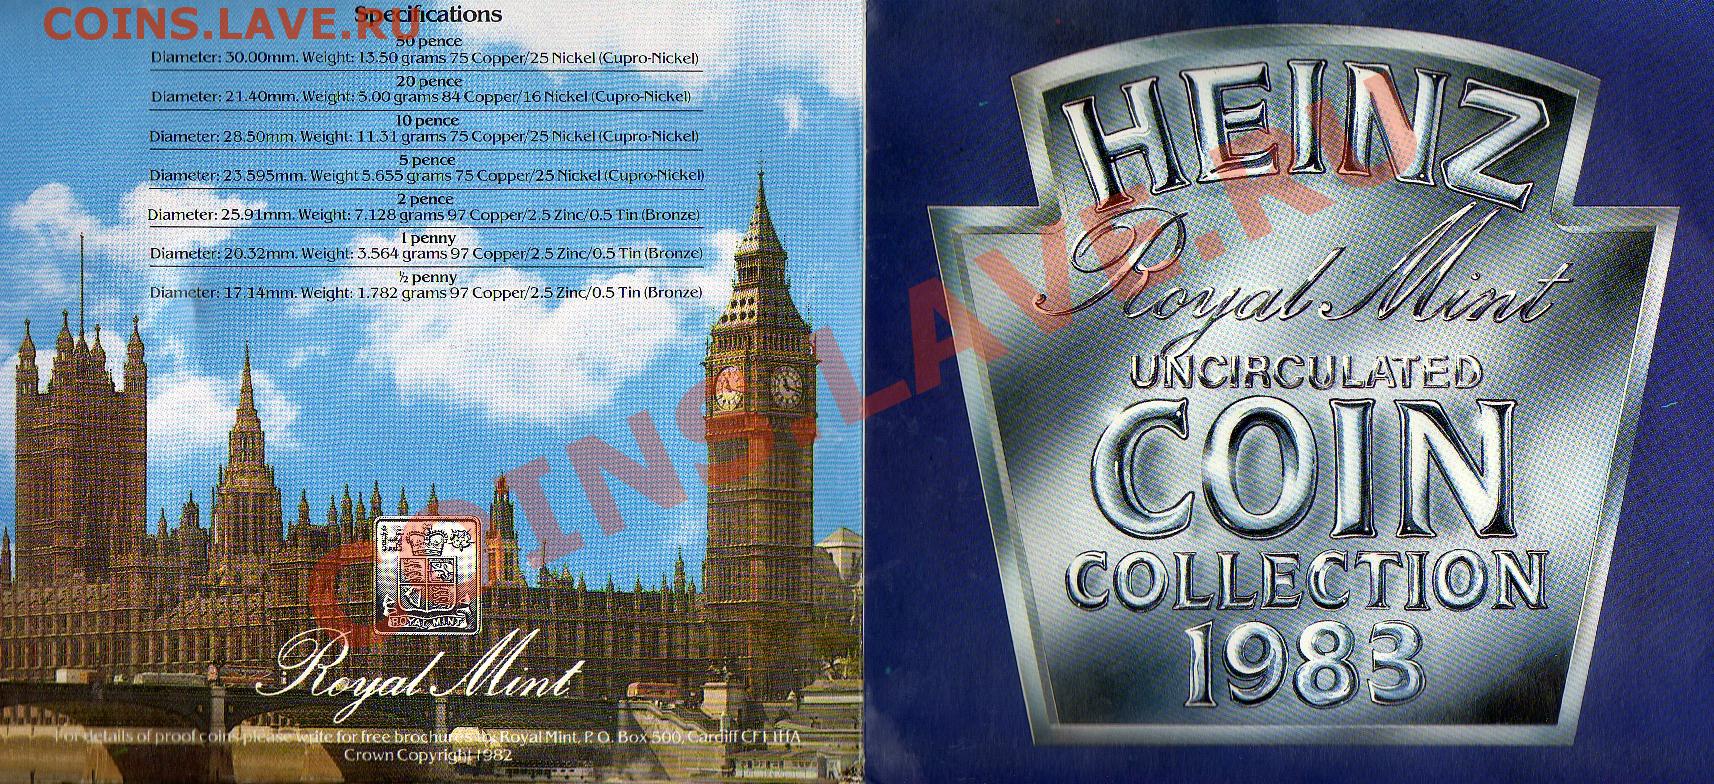 COINS.LAVE.RU
Specifications
50 pence
Diameter: 30.00mm. Weight: 13.50 grams 75 Copper/25 Nickel (Cupro-Nickel)
20 pence
Diameter: 21.40mm. Weight: 5.00 grams 84 Copper/16 Nickel (Cupro-Nickel)
10 pence
Diameter: 28.50mm. Weight: 11.31 grams 75 Copper/25 Nickel (Cupro-Nickel)
5 pence
Diameter: 23.595mm. Weight 5.655 grams 75 Copper/25 Nickel (Cupro-Nickel)
2 pence
Diameter: 25.91mm. Weight: 7.128 grams 97 Copper/2.5 Zinc/0.5 Tin (Bronze)
1 penny
Diameter: 20.32mm. Weight: 3.564 grams 97 Copper/2.5 Zinc/0.5 Tin (Bronze)
½ penny
Diameter: 17.14mm. Weight: 1.782 grams 97 Copper/2.5 Zinc/0.5 Tin (Bronze)
ROYAL MINT
Royal Mint
For details of proof coins please write for free brochures to: Royal Mint, P.O. Box 500, Cardiff CF1 1HA
Crown Copyright 1982
HEINZ
Royal Mint
UNCIRCULATED
COIN
COLLECTION
1983
COINS.LAVE.RU